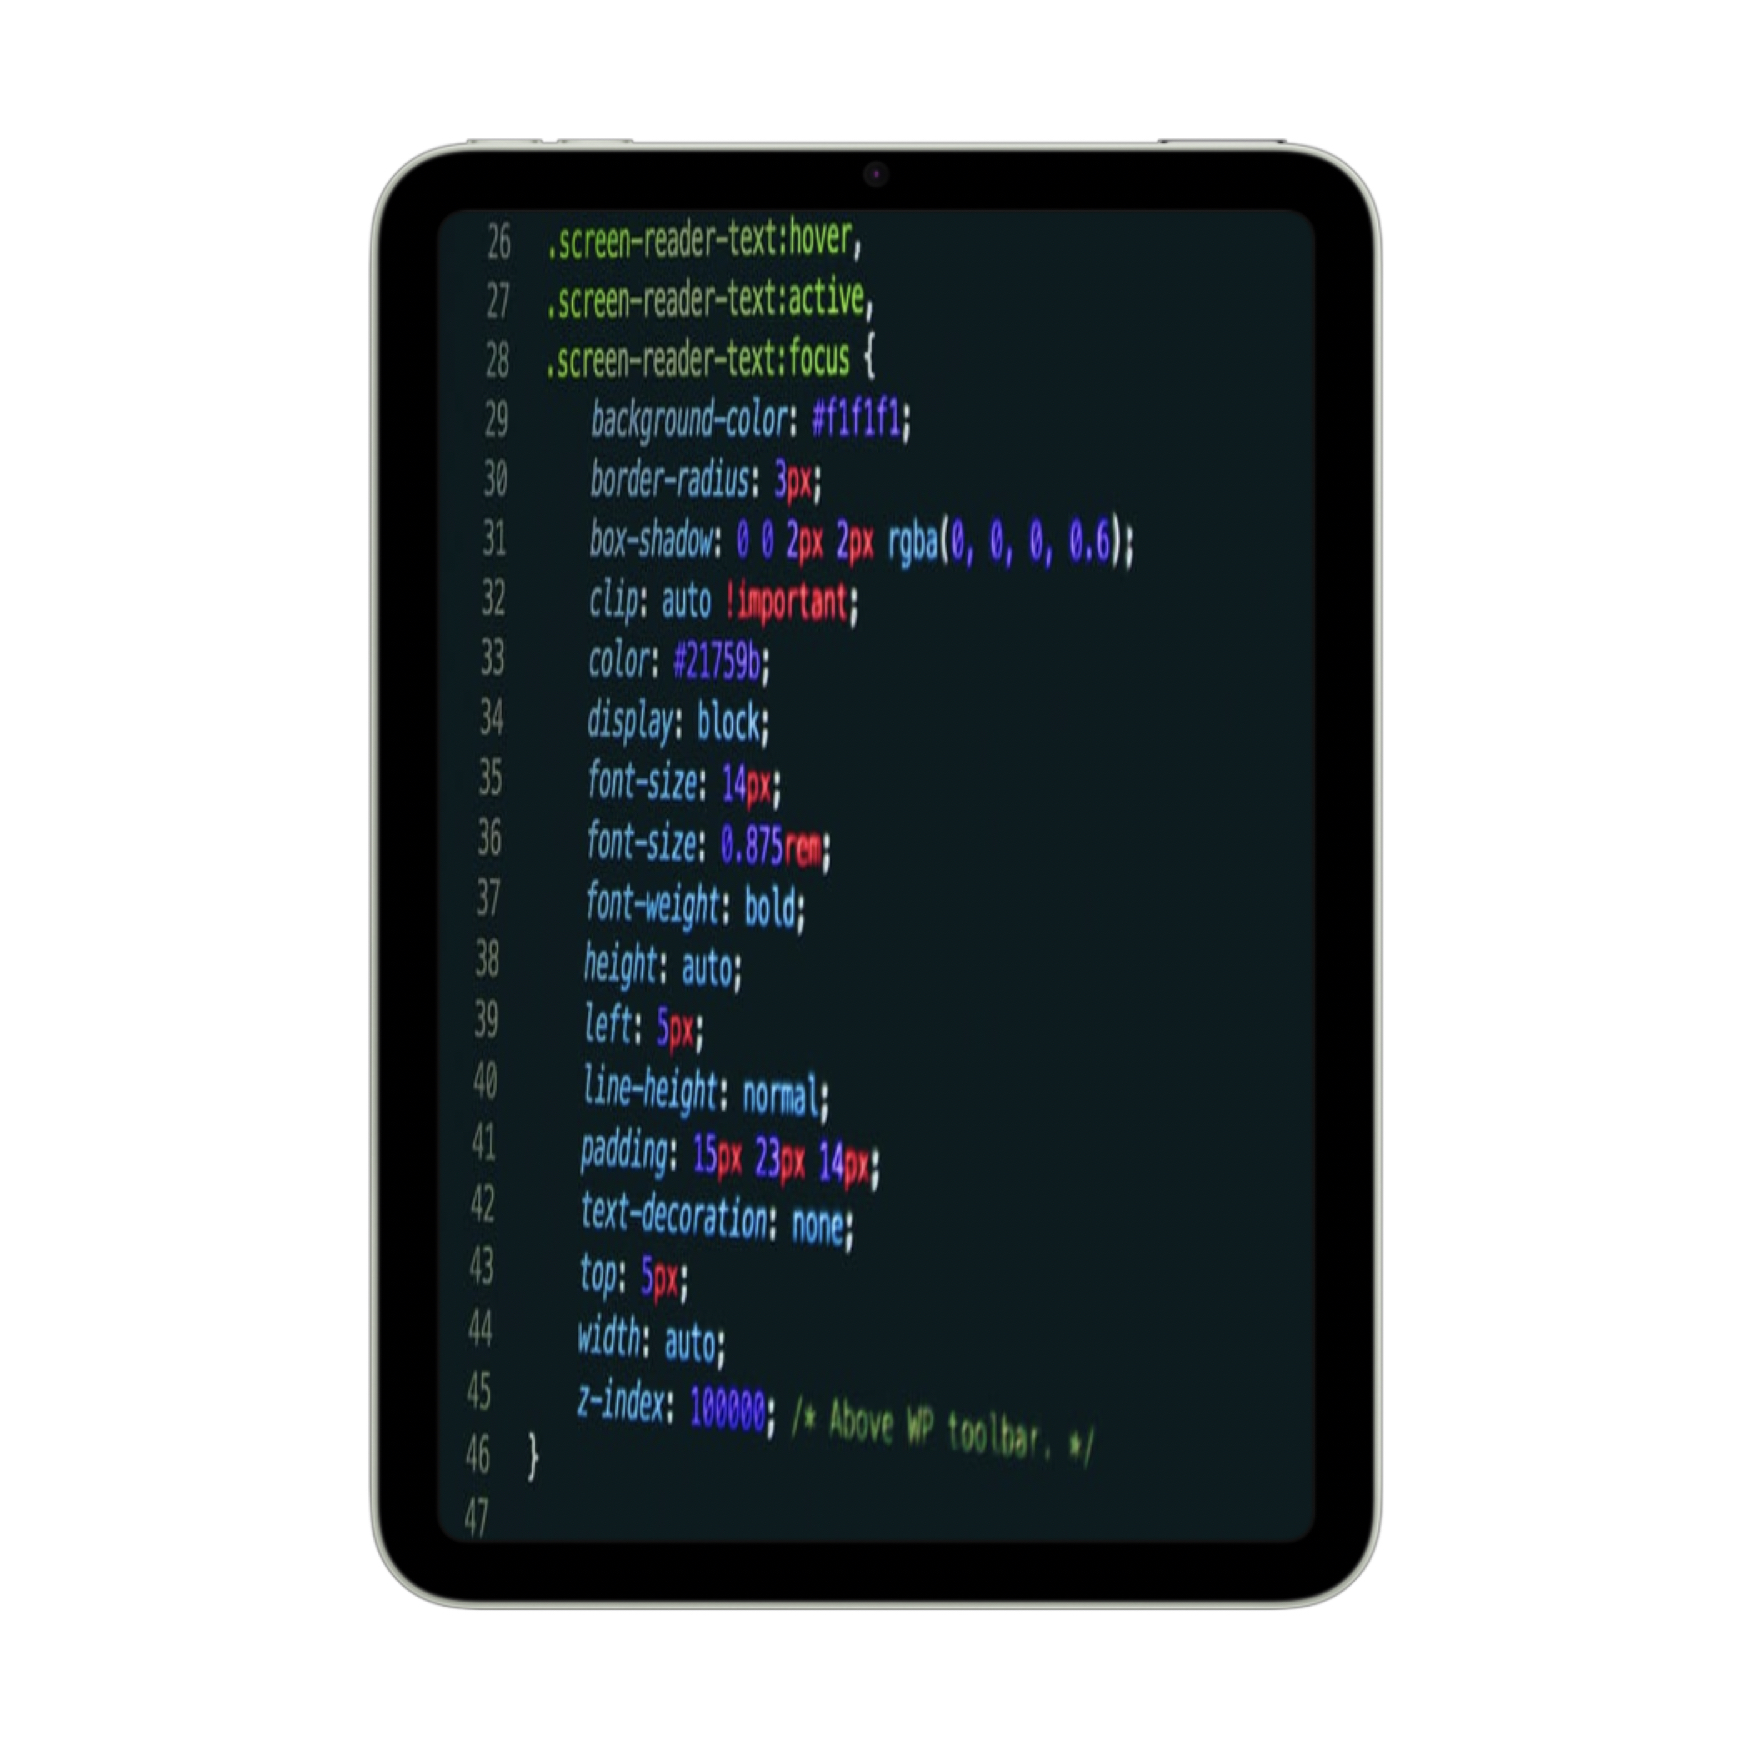 26 .screen-reader-text:hover,
27 .screen-reader-text:active,
28 .screen-reader-text:focus {
29 background-color: #f1f1f1;
30 border-radius: 3px;
31 box-shadow: 0 0 2px 2px rgba(0, 0, 0, 0.6);
32 clip: auto !important;
33 color: #21759b;
34 display: block;
35 font-size: 14px;
36 font-size: 0.875rem;
37 font-weight: bold;
38 height: auto;
39 left: 5px;
40 line-height: normal;
41 padding: 15px 23px 14px;
42 text-decoration: none;
43 top: 5px;
44 width: auto;
45 z-index: 100000; /* Above WP toolbar. */
46 }
47